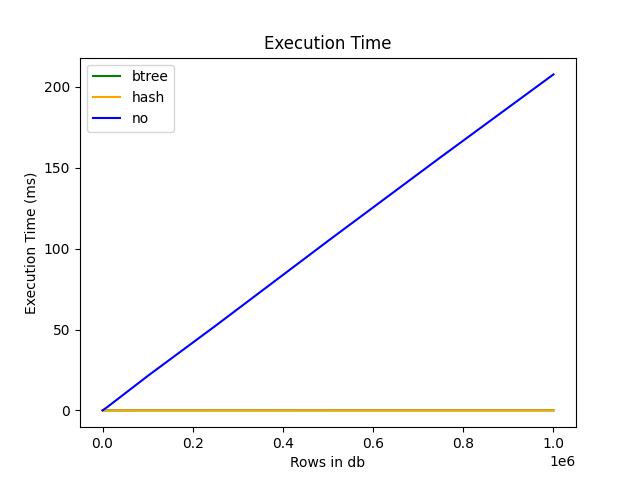 Execution Time
btree
hash
no
Execution Time (ms)
200
150
100
50
0
0.0 0.2 0.4 0.6 0.8 1.0
1e6
Rows in db